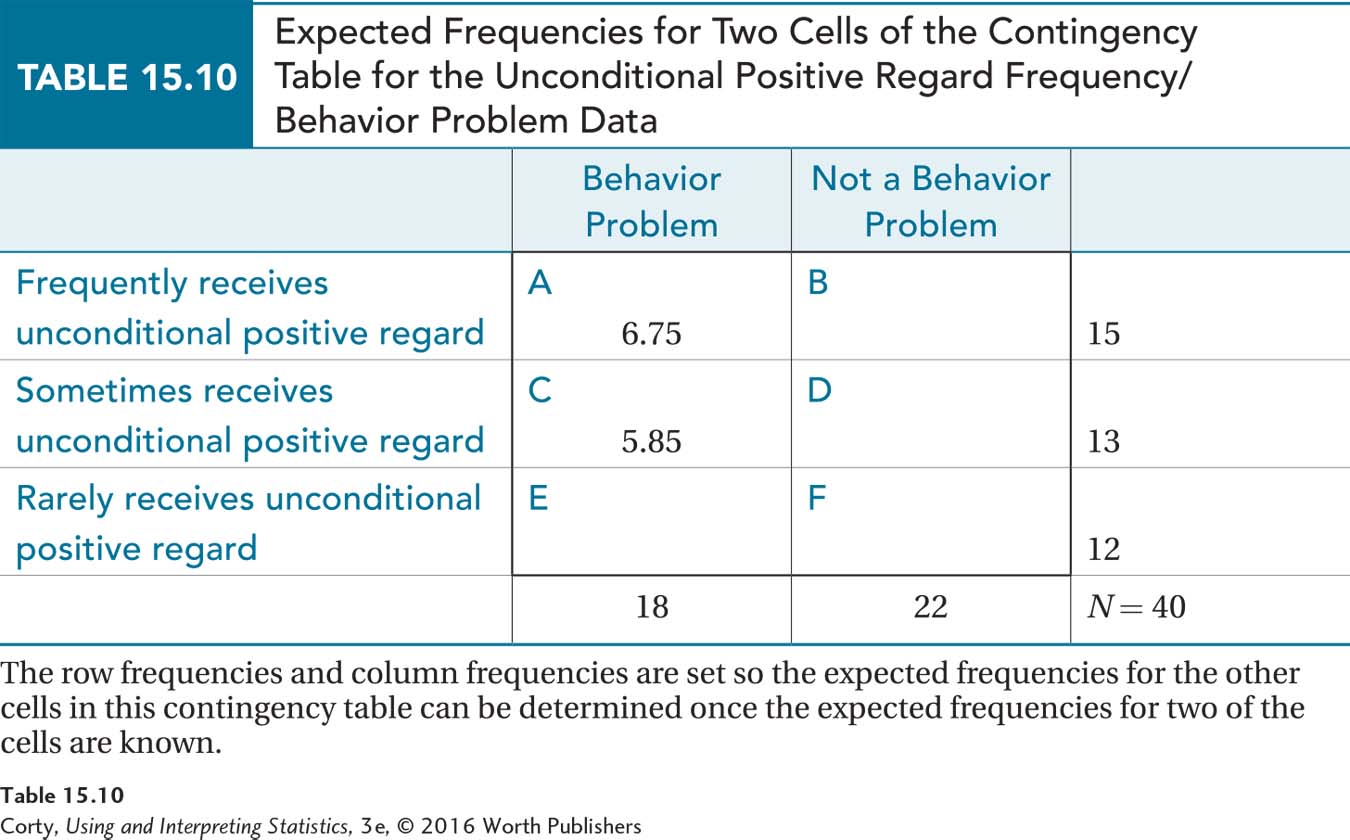 TABLE 15.10
Expected Frequencies for Two Cells of the Contingency
Table for the Unconditional Positive Regard Frequency/
Behavior Problem Data
Behavior
Problem
Not a Behavior
Problem
Frequently receives
unconditional positive regard
A
6.75
B
15
Sometimes receives
unconditional positive regard
C
5.85
D
13
Rarely receives unconditional
positive regard
E
F
12
18
22
N = 40
The row frequencies and column frequencies are set so the expected frequencies for the other
cells in this contingency table can be determined once the expected frequencies for two of the
cells are known.
Table 15.10
Corty, Using and Interpreting Statistics, 3e, © 2016 Worth Publishers